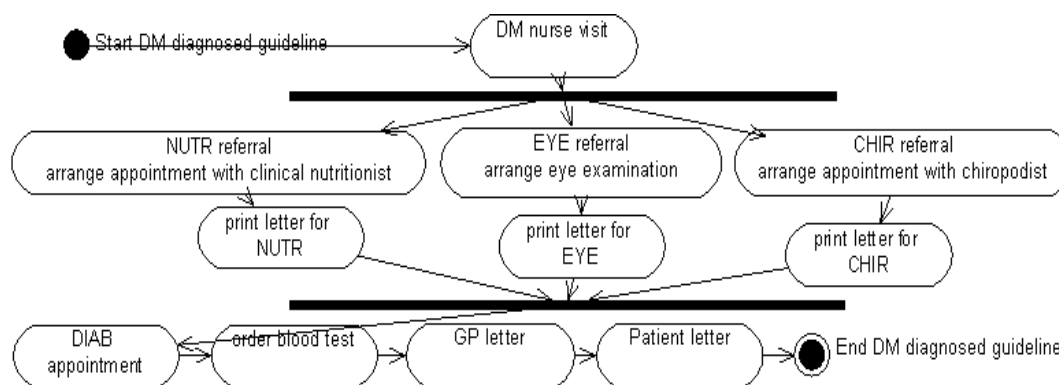 DM nurse visit
Start DM diagnosed guideline
NUTR referral
arrange appointment with clinical nutritionist
EYE referral
arrange eye examination
CHIR referral
arrange appointment with chiropodist
print letter for
NUTR
print letter for
EYE
print letter for
CHIR
DIAB
appointment
order blood test
GP letter
Patient letter
End DM diagnosed guideline